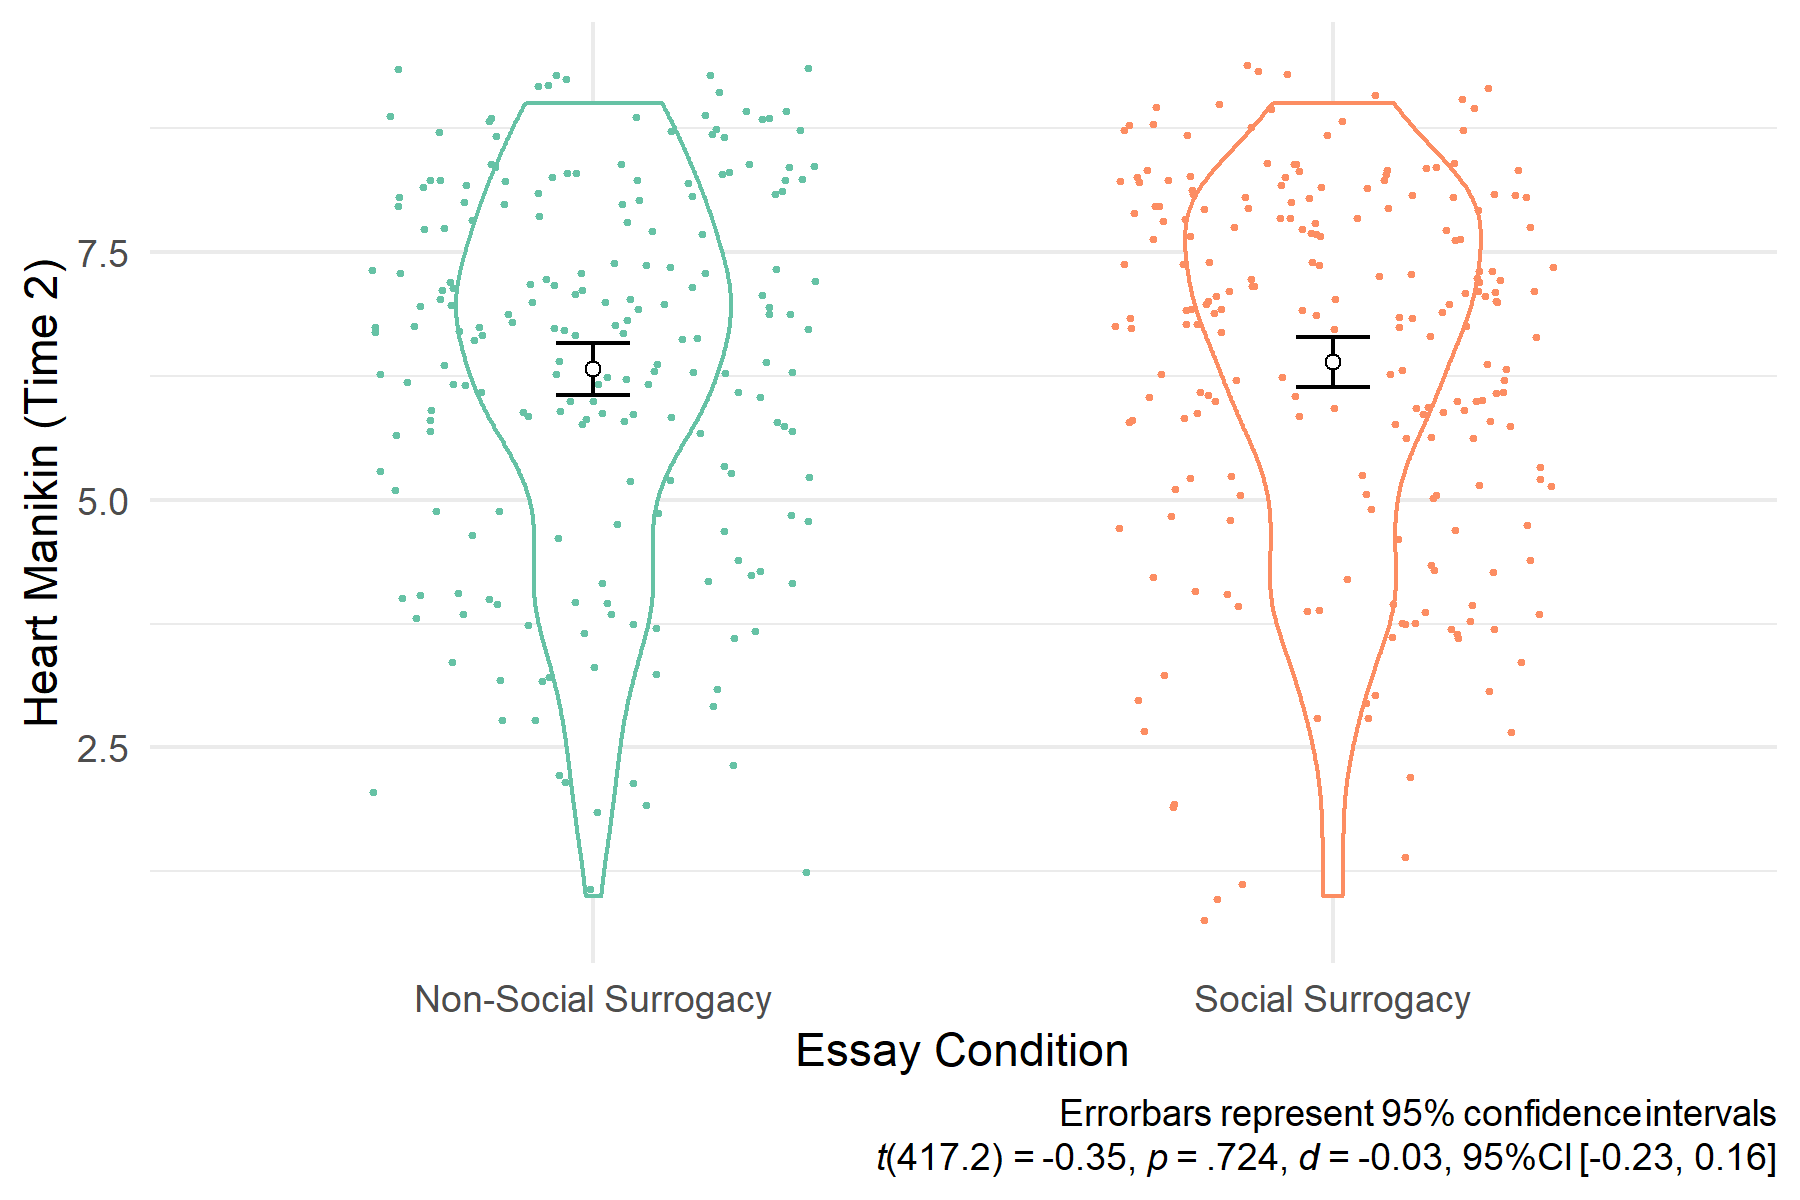 Heart Manikin (Time 2)
7.5
5.0
2.5
Non-Social Surrogacy
Social Surrogacy
Essay Condition
Errorbars represent 95% confidence intervals
t(417.2) = -0.35, p = .724, d = -0.03, 95%CI [-0.23, 0.16]